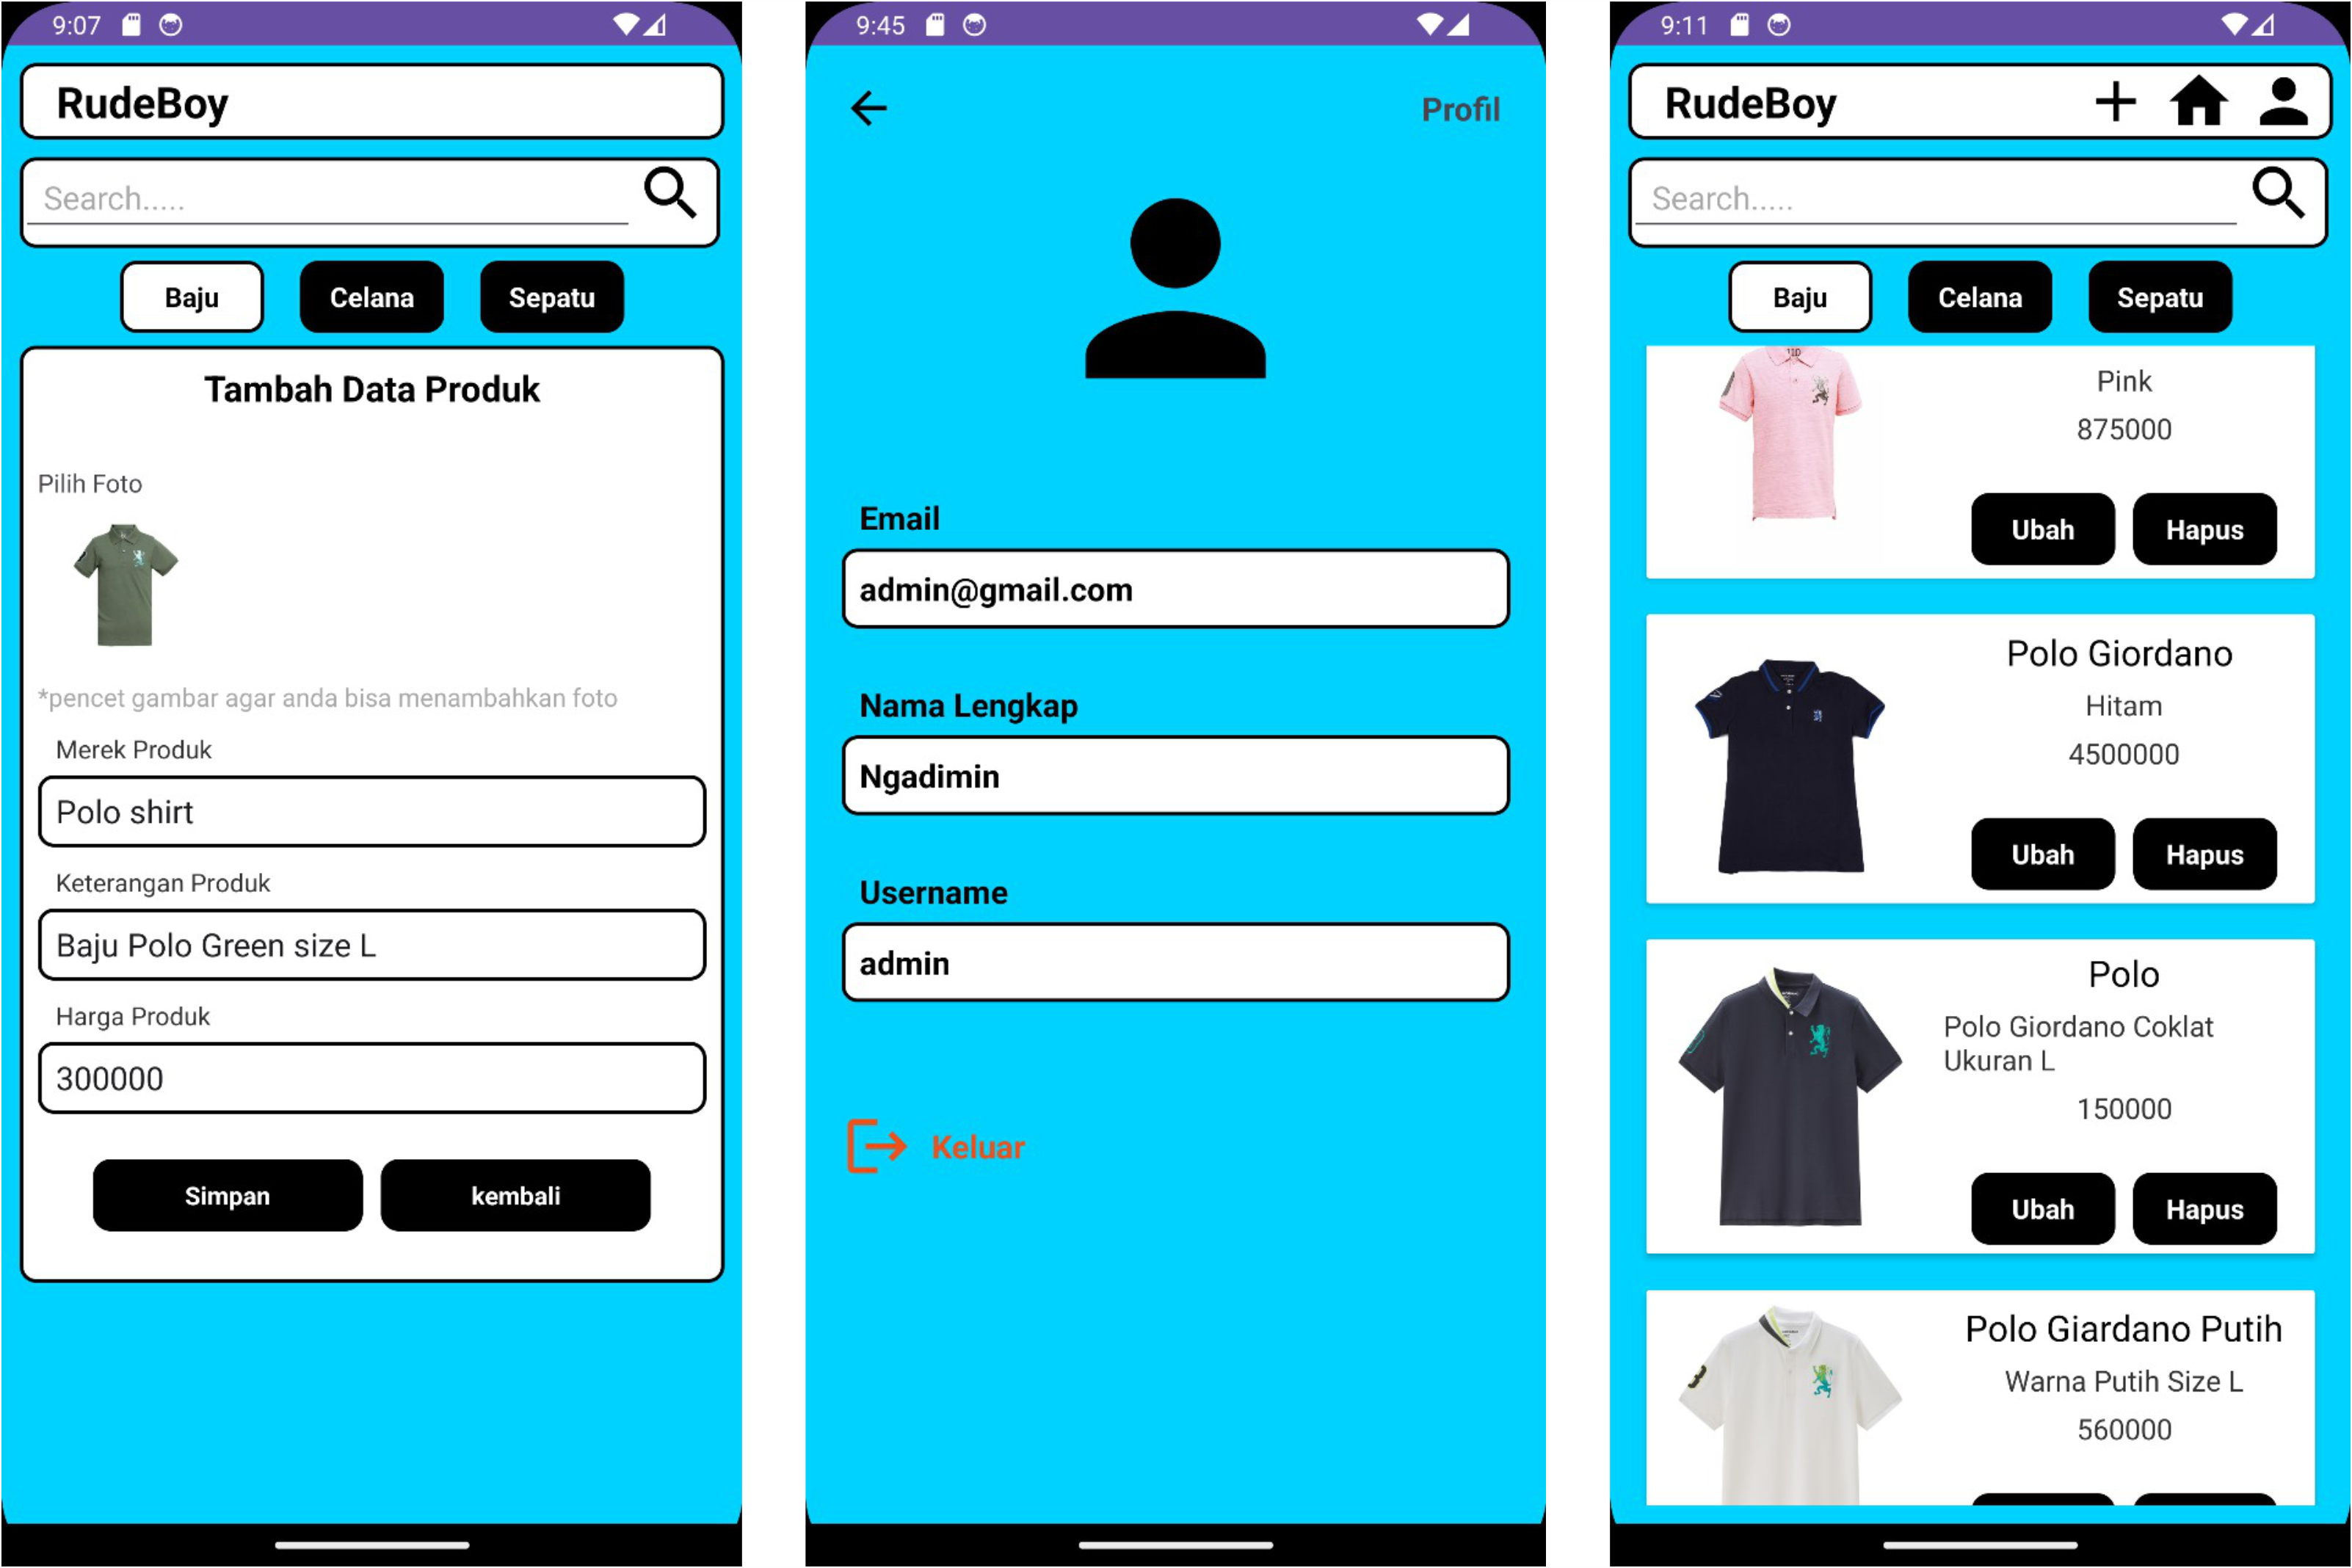 9:07
RudeBoy
Search.....
Baju
Celana
Sepatu
Tambah Data Produk
Pilih Foto
*pencet gambar agar anda bisa menambahkan foto
Merek Produk
Polo shirt
Keterangan Produk
Baju Polo Green size L
Harga Produk
300000
Simpan
kembali
9:45
Profil
Email
admin@gmail.com
Nama Lengkap
Ngadimin
Username
admin
Keluar
9:11
RudeBoy
Search.....
Baju
Celana
Sepatu
Pink
875000
Ubah
Hapus
Polo Giordano
Hitam
4500000
Ubah
Hapus
Polo
Polo Giordano Coklat
Ukuran L
150000
Ubah
Hapus
Polo Giardano Putih
Warna Putih Size L
560000
3